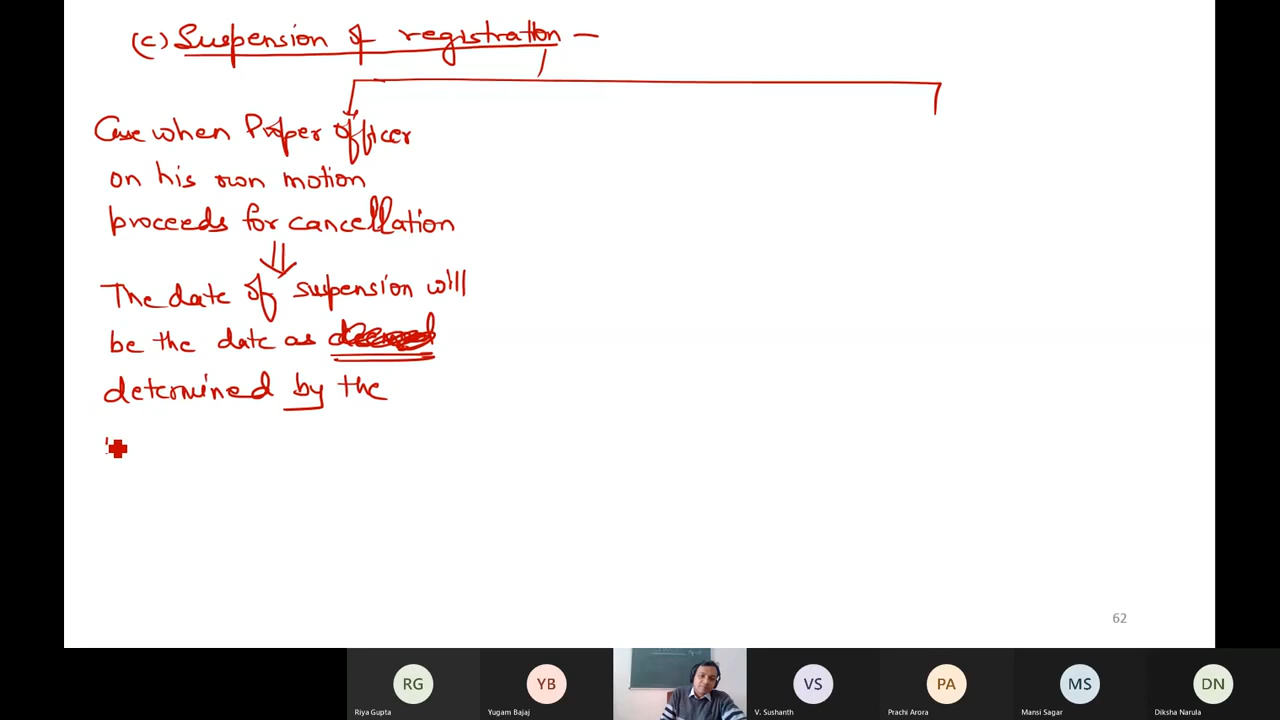 (c) Suspension of registration -
Case when Proper officer
on his own motion
proceeds for cancellation
The date of suspension will
be the date as
determined by the
62
RG
YB
VS
PA
MS
DN
Riya Gupta
Yugam Bajaj
V. Sushanth
Prachi Arora
Mansi Sagar
Diksha Narula